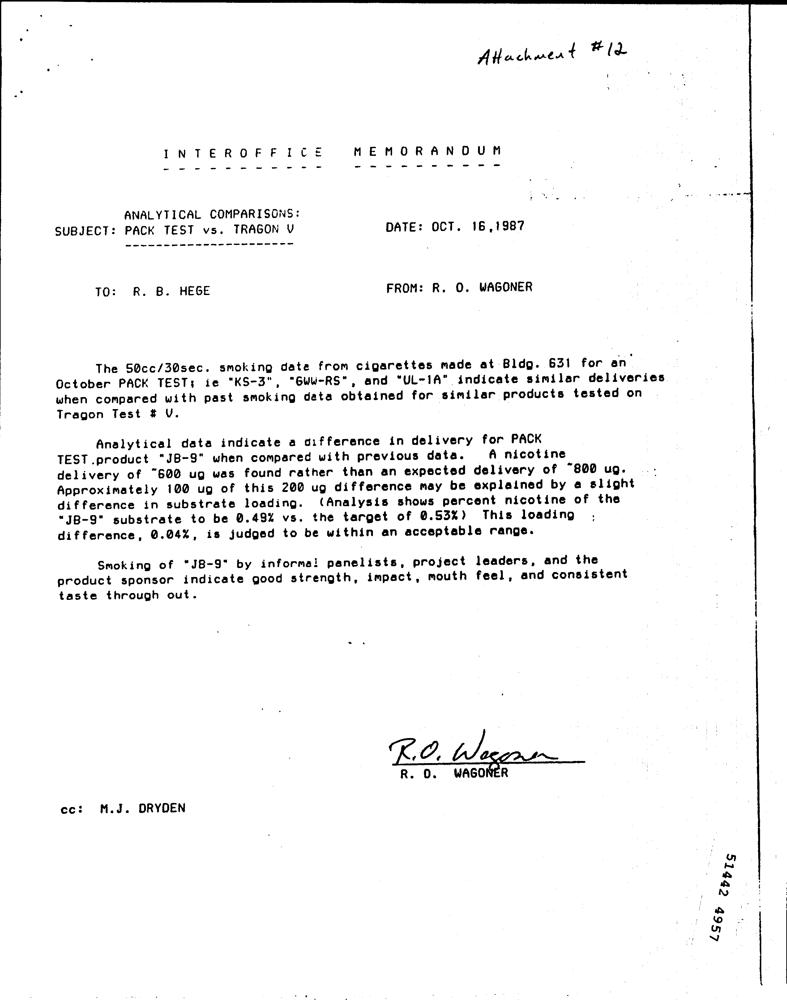 Attachment #12
INTEROFFICE MEMORANDUM
ANALYTICAL COMPARISONS:
SUBJECT: PACK TEST vs. TRAGON V
DATE: OCT. 16,1987
TO: R. B. HEGE
FROM: R. O. WAGONER
The 50cc/30sec. smoking date from cigarettes made at Bldg. 631 for an
October PACK TEST; ie "KS-3", "GWW-RS", and "UL-1A" indicate similar deliveries
when compared with past smoking data obtained for similar products tested on
Tragon Test # V.
Analytical data indicate a difference in delivery for PACK
TEST.product "JB-9" when compared with previous data. A nicotine
delivery of ~600 ug was found rather than an expected delivery of ~800 ug.
Approximately 100 ug of this 200 ug difference may be explained by a slight
difference in substrate loading. (Analysis shows percent nicotine of the
"JB-9" substrate to be 0.49% vs. the target of 0.53%) This loading
difference, 0.04%, is judged to be within an acceptable range.
Smoking of "JB-9" by informal panelists, project leaders, and the
product sponsor indicate good strength, impact, mouth feel, and consistent
taste through out.
R.O. Wagoner
R. O. WAGONER
cc: M.J. DRYDEN
51442 4957